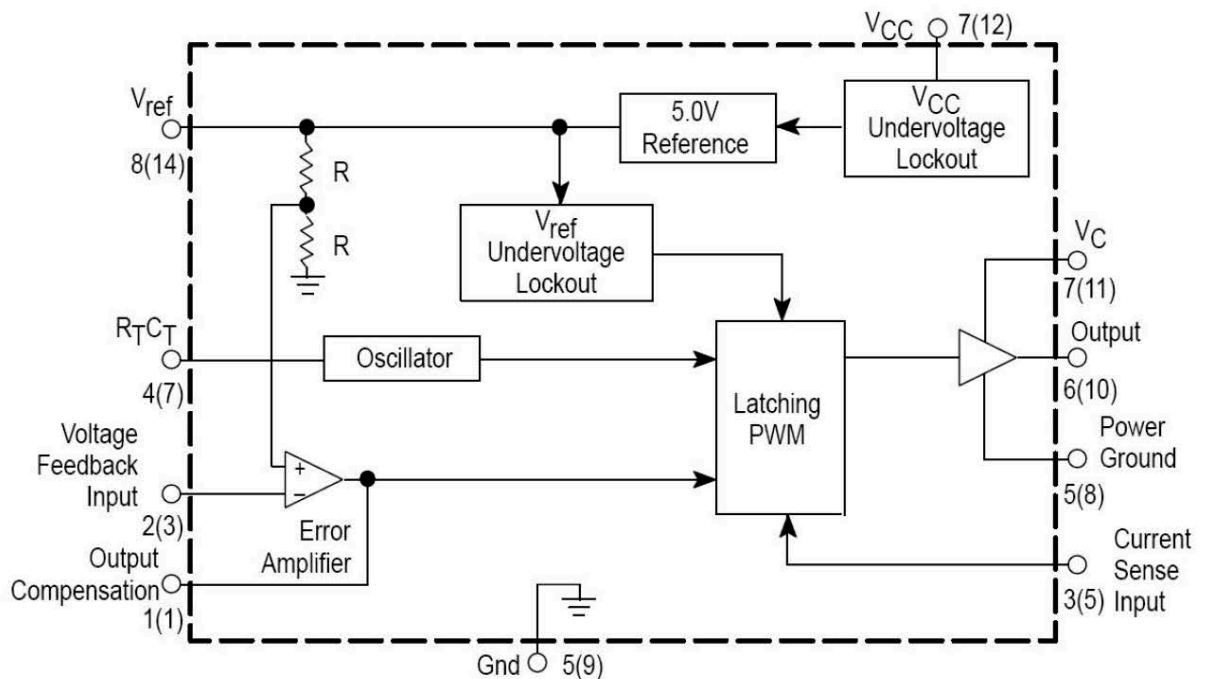 VCC 7(12)
Vref
8(14)
R
R
5.0V
Reference
VCC
Undervoltage
Lockout
Vref
Undervoltage
Lockout
VC
7(11)
RTCT
4(7)
Oscillator
Output
6(10)
Latching
PWM
Voltage
Feedback
Input
2(3)
+
−
Error
Amplifier
Power
Ground
5(8)
Output
Compensation
1(1)
Current
Sense
Input
3(5)
Gnd 5(9)